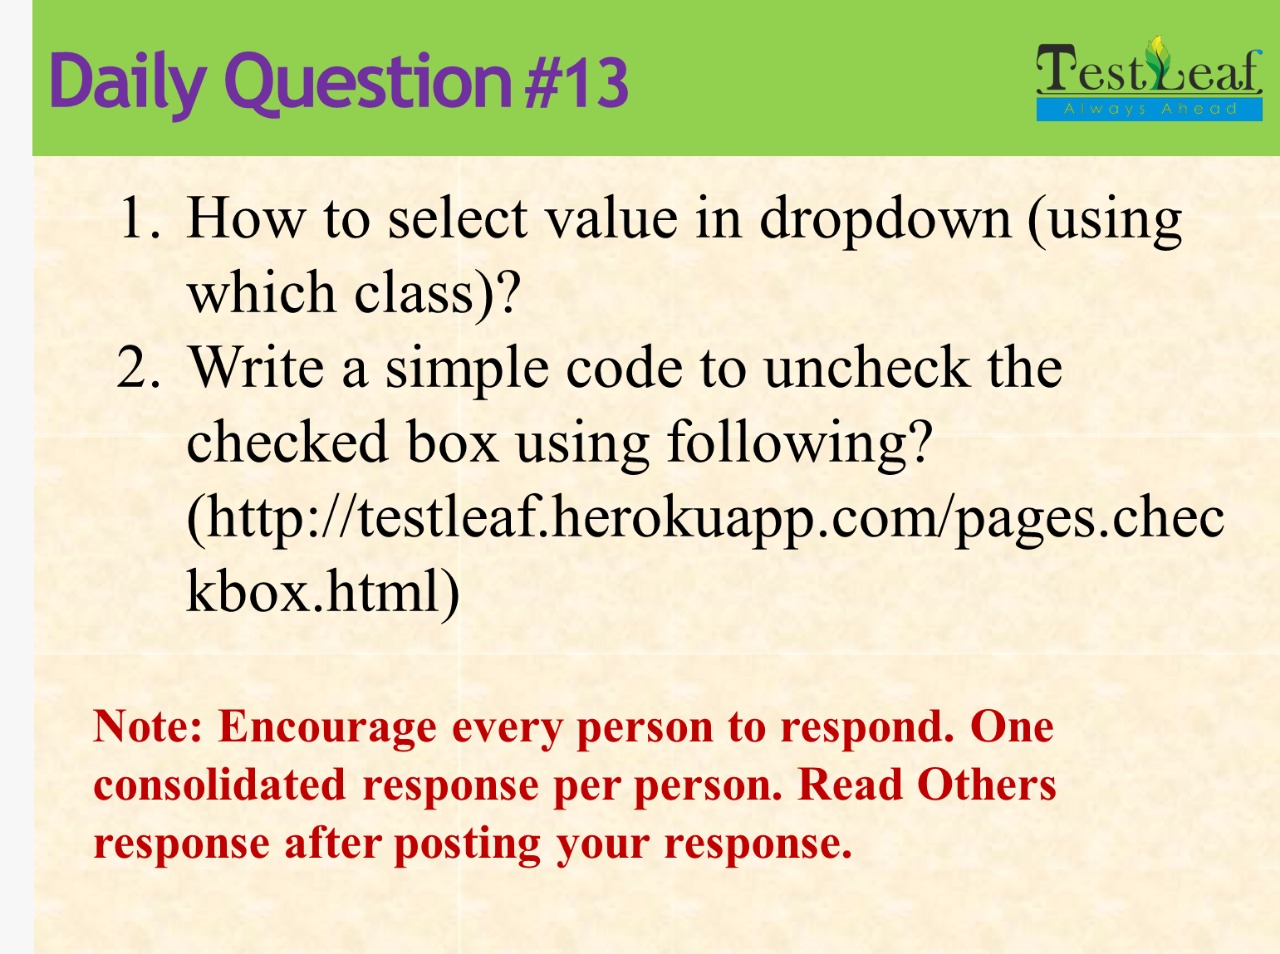 Daily Question #13
TestLeaf
Always Ahead
1. How to select value in dropdown (using
which class)?
2. Write a simple code to uncheck the
checked box using following?
(http://testleaf.herokuapp.com/pages.chec
kbox.html)
Note: Encourage every person to respond. One
consolidated response per person. Read Others
response after posting your response.